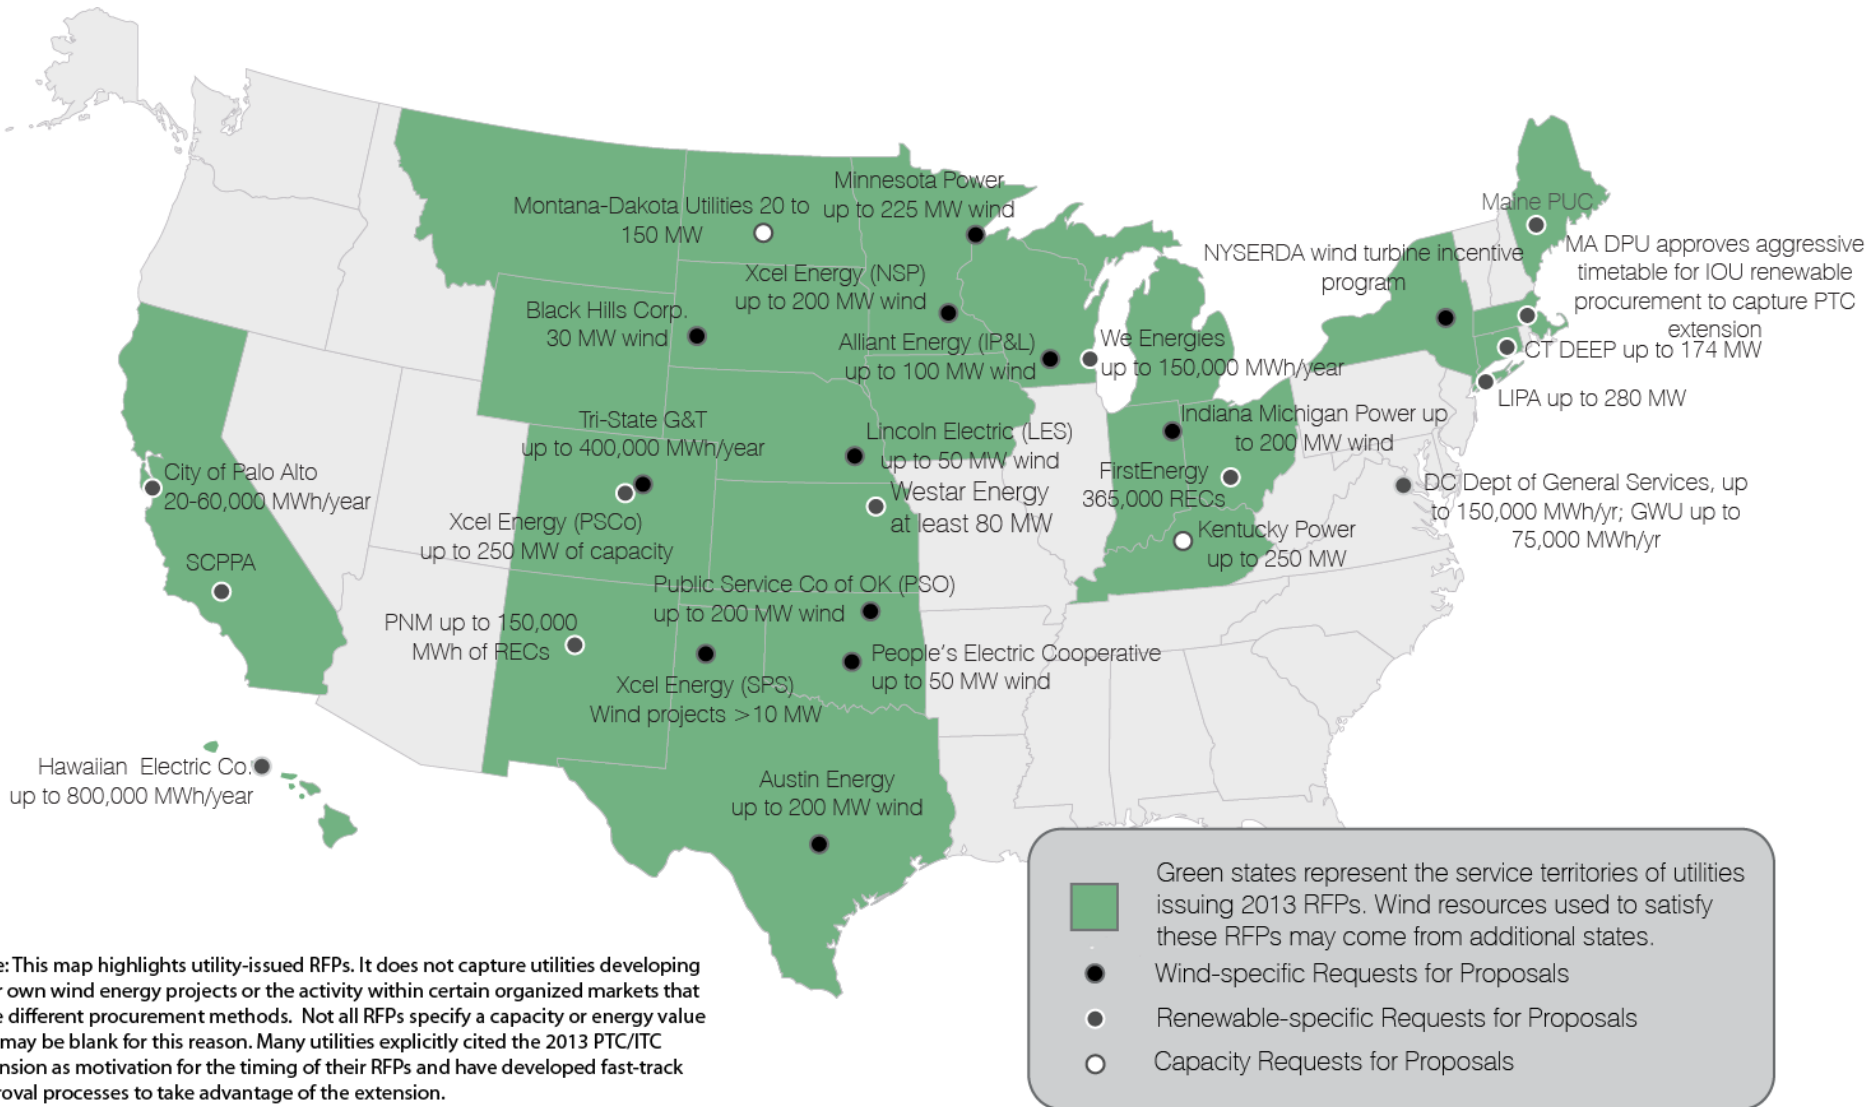 Minnesota Power
up to 225 MW wind
Montana-Dakota Utilities 20 to
150 MW
Maine PUC
MA DPU approves aggressive
timetable for IOU renewable
procurement to capture PTC
extension
NYSERDA wind turbine incentive
program
Xcel Energy (NSP)
up to 200 MW wind
Black Hills Corp.
30 MW wind
Alliant Energy (IP&L)
up to 100 MW wind
We Energies
up to 150,000 MWh/year
CT DEEP up to 174 MW
LIPA up to 280 MW
Tri-State G&T
up to 400,000 MWh/year
Lincoln Electric (LES)
up to 50 MW wind
Indiana Michigan Power up
to 200 MW wind
City of Palo Alto
20-60,000 MWh/year
FirstEnergy
365,000 RECs
Westar Energy
at least 80 MW
DC Dept of General Services, up
to 150,000 MWh/yr; GWU up to
75,000 MWh/yr
Xcel Energy (PSCo)
up to 250 MW of capacity
Kentucky Power
up to 250 MW
SCPPA
Public Service Co of OK (PSO)
up to 200 MW wind
PNM up to 150,000
MWh of RECs
People's Electric Cooperative
up to 50 MW wind
Xcel Energy (SPS)
Wind projects >10 MW
Hawaiian Electric Co.
up to 800,000 MWh/year
Austin Energy
up to 200 MW wind
Green states represent the service territories of utilities
issuing 2013 RFPs. Wind resources used to satisfy
these RFPs may come from additional states.
Wind-specific Requests for Proposals
Renewable-specific Requests for Proposals
Capacity Requests for Proposals
This map highlights utility-issued RFPs. It does not capture utilities developing
own wind energy projects or the activity within certain organized markets that
different procurement methods. Not all RFPs specify a capacity or energy value
may be blank for this reason. Many utilities explicitly cited the 2013 PTC/ITC
as motivation for the timing of their RFPs and have developed fast-track
processes to take advantage of the extension.